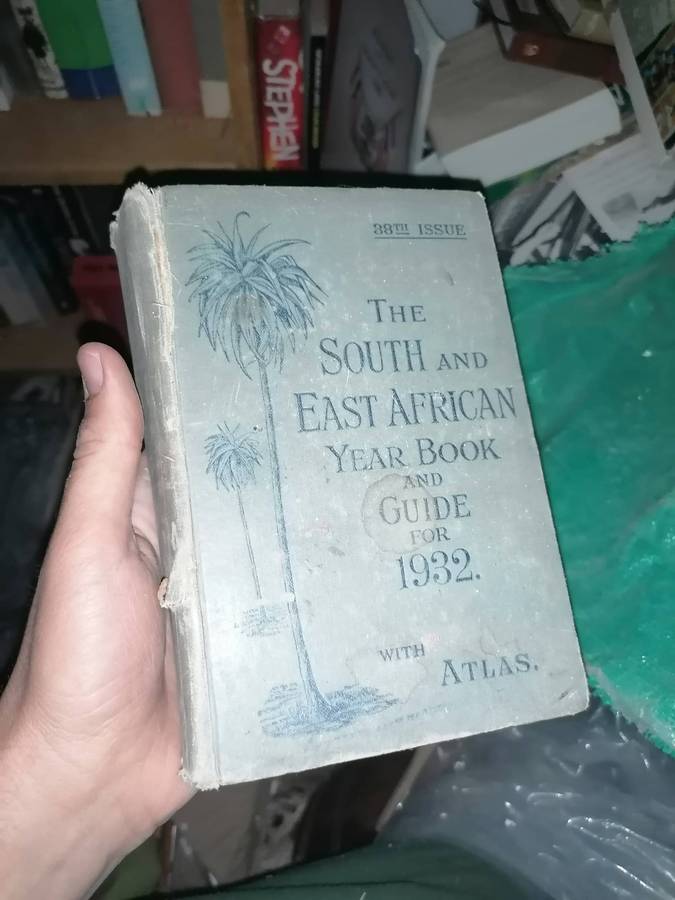 STEPHEN
38TH ISSUE
THE
SOUTH AND
EAST AFRICAN
YEAR BOOK
AND
GUIDE
FOR
1932.
WITH
ATLAS.